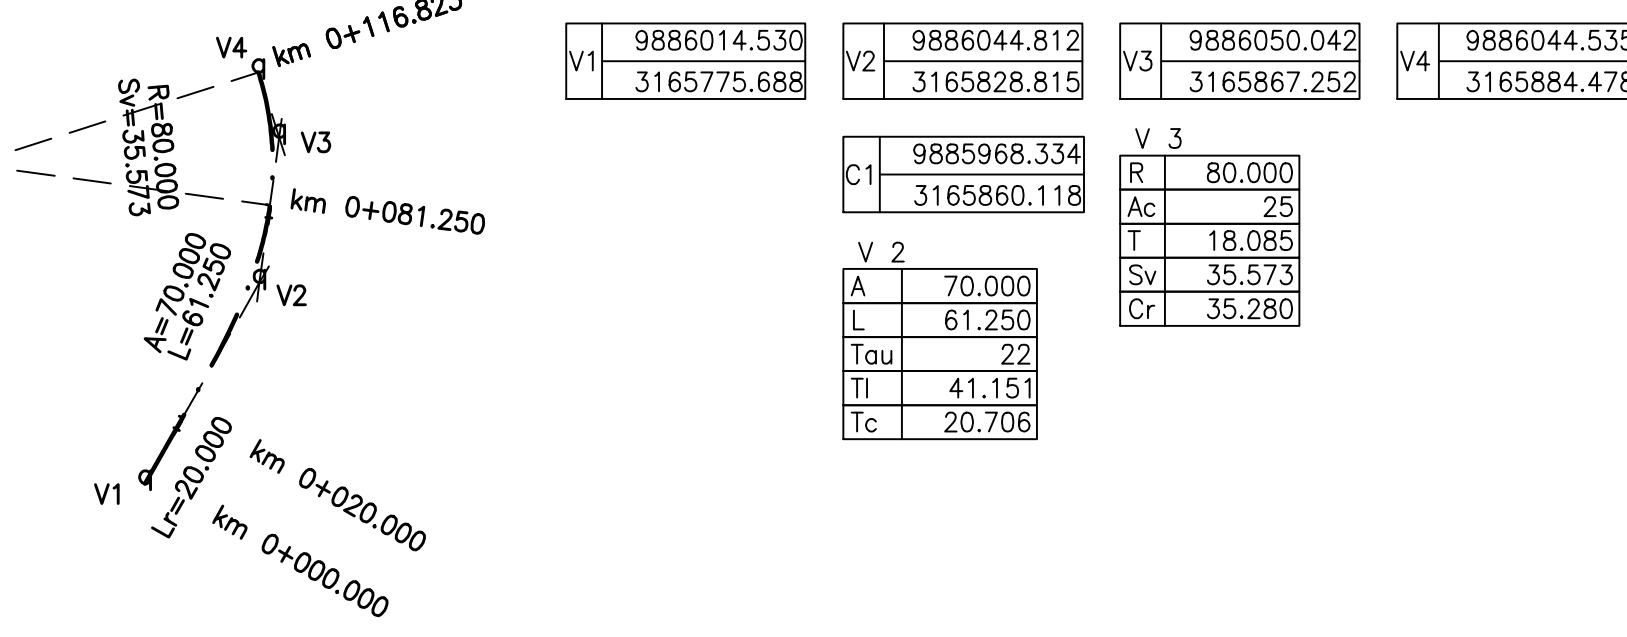 km 0+116.823
V4
R=80.000
Sv=35.573
V3
km 0+081.250
A=70.000
L=61.250
V2
V1
Lr=20.000
km 0+020.000
km 0+000.000
V1 9886014.530
3165775.688
V2 9886044.812
3165828.815
V3 9886050.042
3165867.252
V4 9886044.535
3165884.478
C1 9885968.334
3165860.118
V 3
R 80.000
Ac 25
T 18.085
Sv 35.573
Cr 35.280
V 2
A 70.000
L 61.250
Tau 22
Tl 41.151
Tc 20.706